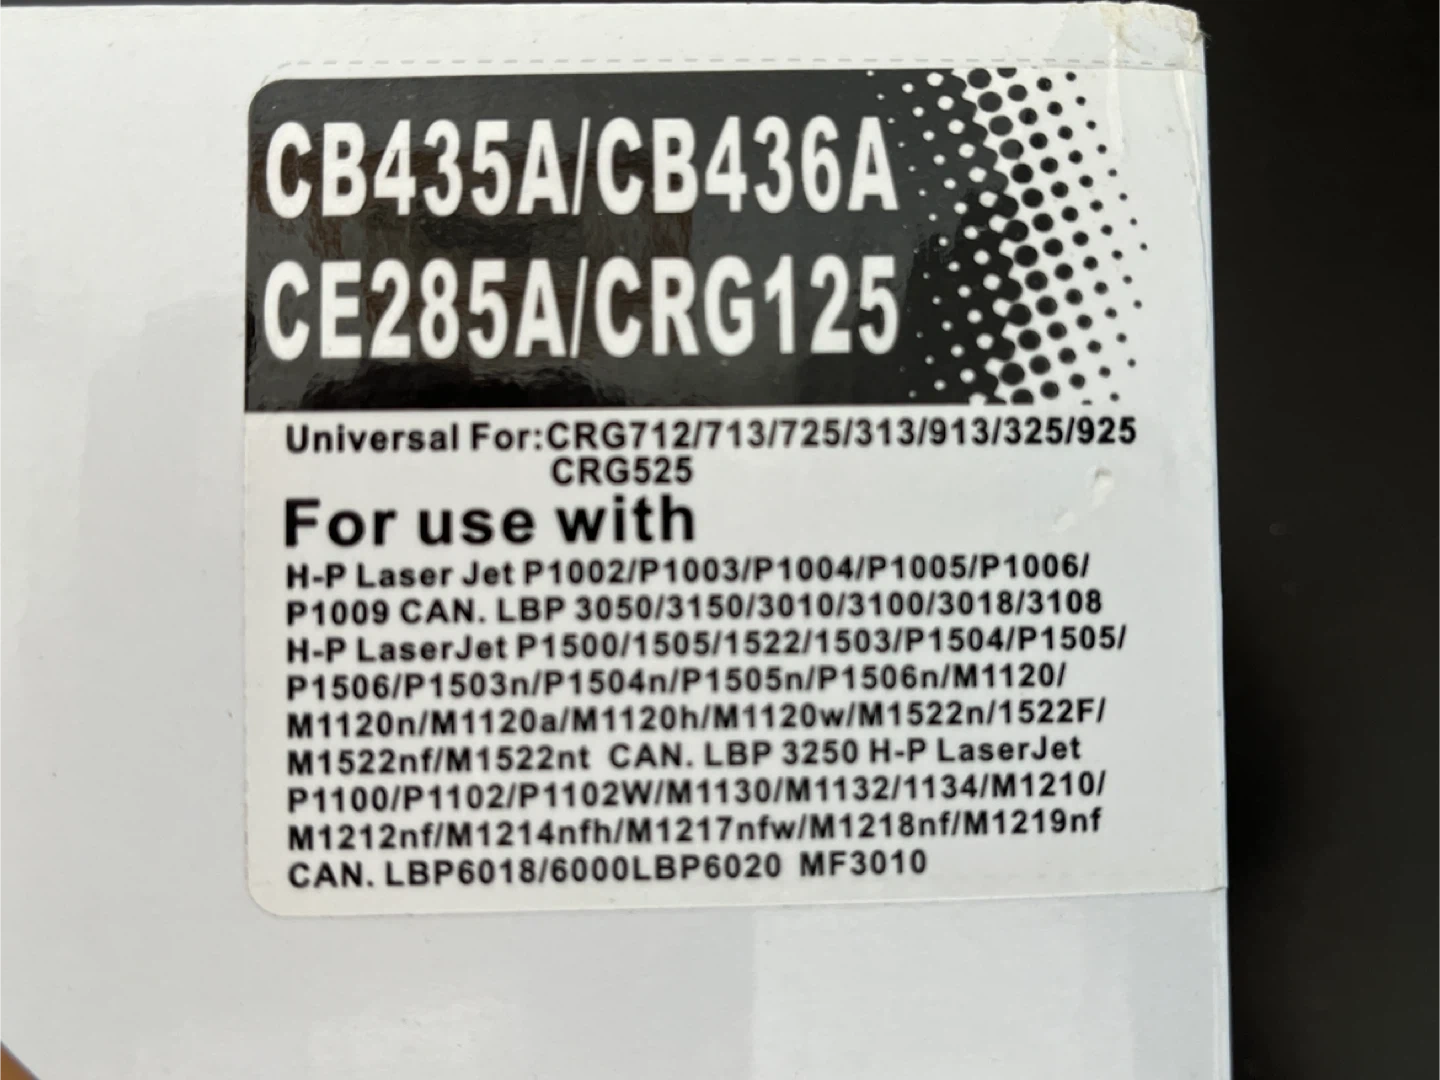 CB435A/CB436A
CE285A/CRG125
Universal For:CRG712/713/725/313/913/325/925
CRG525
For use with
H-P Laser Jet P1002/P1003/P1004/P1005/P1006/
P1009 CAN. LBP 3050/3150/3010/3100/3018/3108
H-P LaserJet P1500/1505/1522/1503/P1504/P1505/
P1506/P1503n/P1504n/P1505n/P1506n/M1120/
M1120n/M1120a/M1120h/M1120w/M1522n/1522F/
M1522nf/M1522nt CAN. LBP 3250 H-P LaserJet
P1100/P1102/P1102W/M1130/M1132/1134/M1210/
M1212nf/M1214nfh/M1217nfw/M1218nf/M1219nf
CAN. LBP6018/6000LBP6020 MF3010